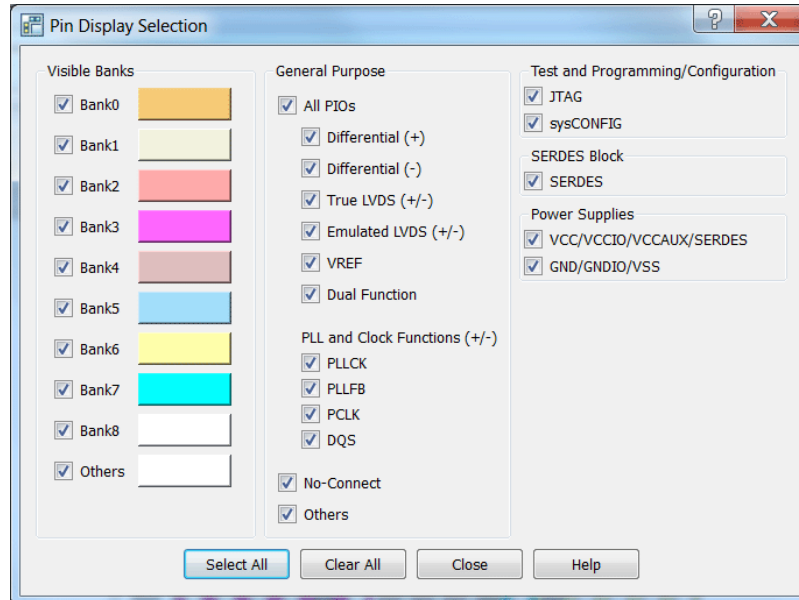 Pin Display Selection
Visible Banks
Bank0
Bank1
Bank2
Bank3
Bank4
Bank5
Bank6
Bank7
Bank8
Others
General Purpose
All PIOs
Differential (+)
Differential (-)
True LVDS (+/-)
Emulated LVDS (+/-)
VREF
Dual Function
PLL and Clock Functions (+/-)
PLLCK
PLLFB
PCLK
DQS
No-Connect
Others
Test and Programming/Configuration
JTAG
sysCONFIG
SERDES Block
SERDES
Power Supplies
VCC/VCCIO/VCCAUX/SERDES
GND/GNDIO/VSS
Select All
Clear All
Close
Help